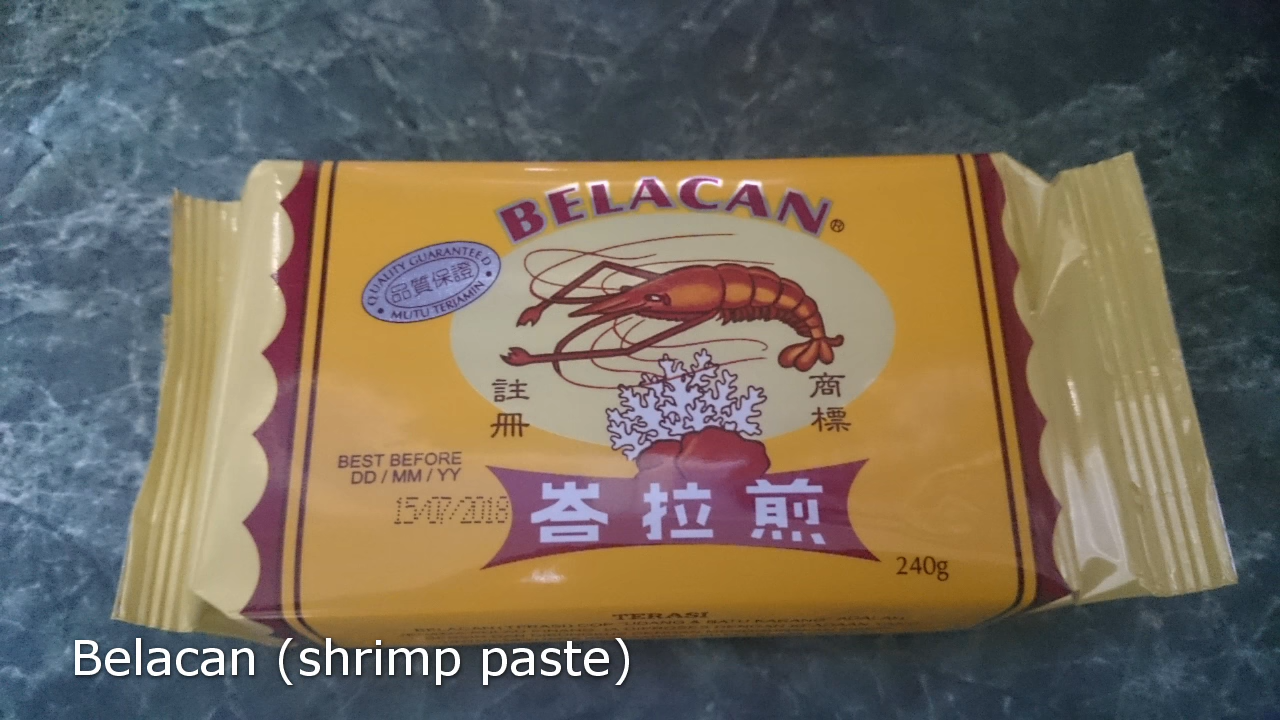 BELACAN®
QUALITY GUARANTEED
品質保證
MUTU TERJAMIN
註冊
商標
BEST BEFORE
DD / MM / YY
15/07/2018
峇拉煎
240g
TERASI
Belacan (shrimp paste)